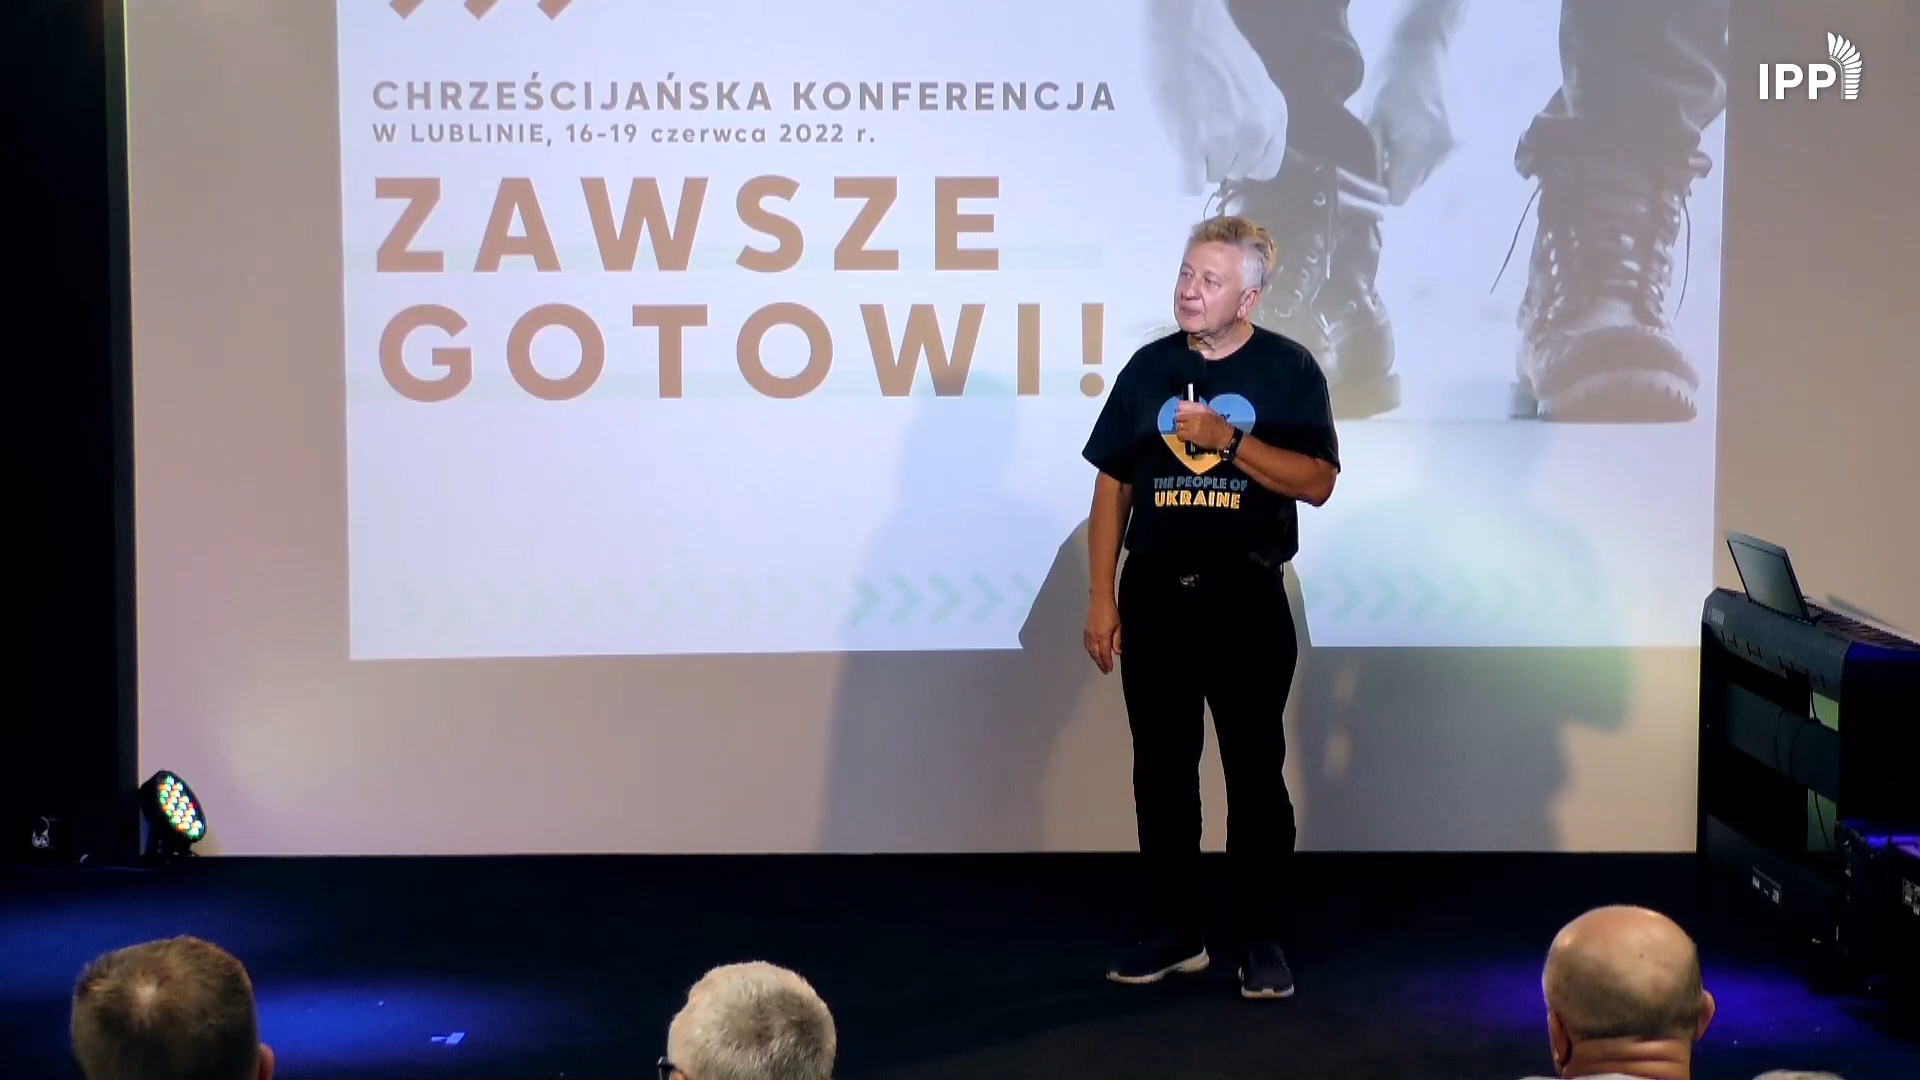 IPP
CHRZEŚCIJAŃSKA KONFERENCJA
W LUBLINIE, 16-19 czerwca 2022 r.
ZAWSZE
GOTOWI!
THE PEOPLE OF
UKRAINE